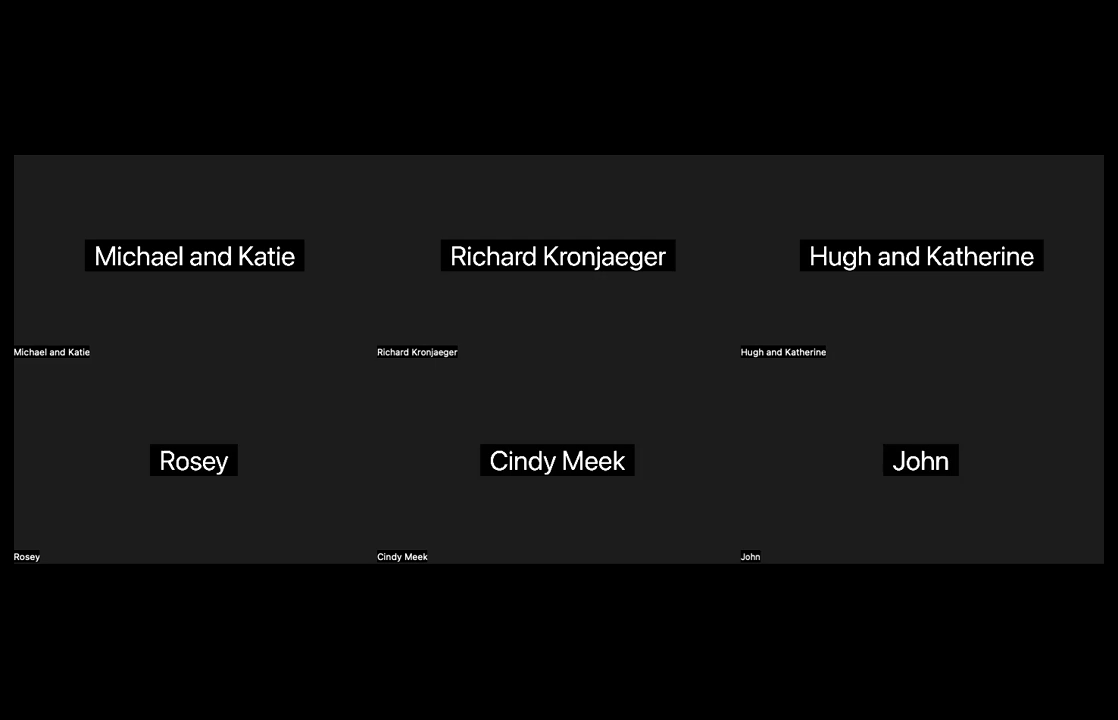 Michael and Katie
Richard Kronjaeger
Hugh and Katherine
Michael and Katie
Richard Kronjaeger
Hugh and Katherine
Rosey
Cindy Meek
John
Rosey
Cindy Meek
John